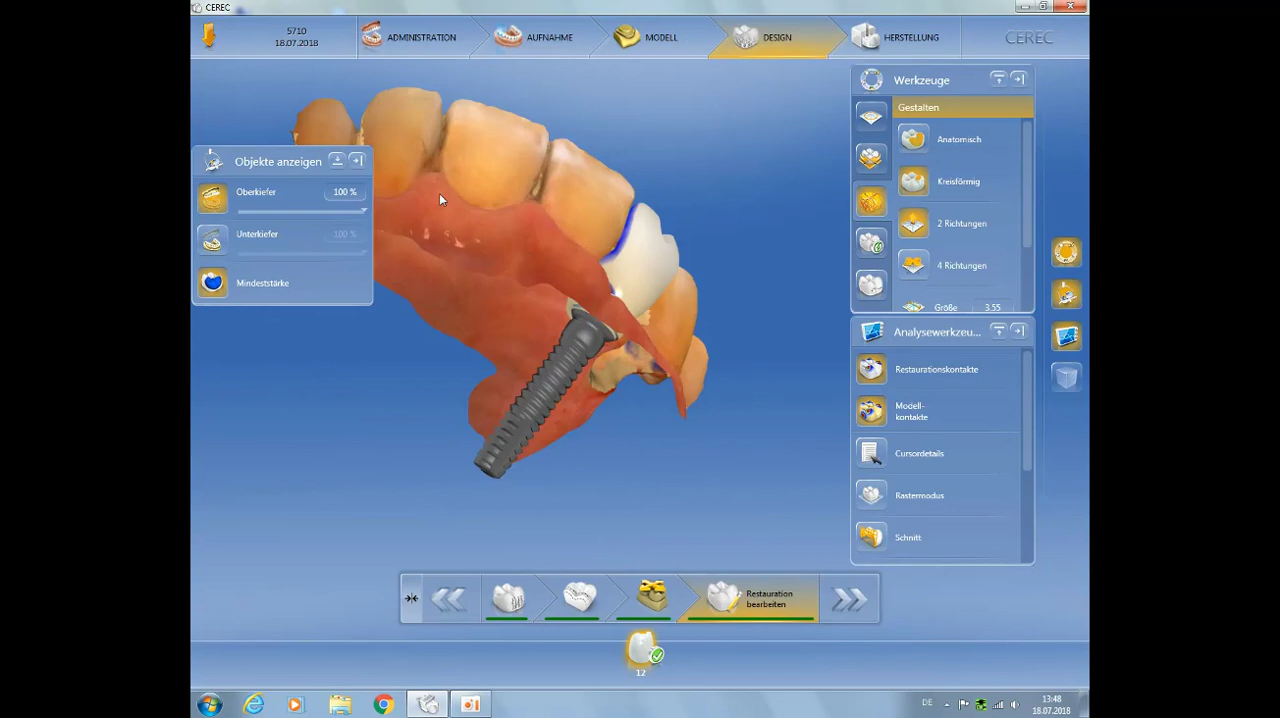 CEREC
5710
18.07.2018
ADMINISTRATION
AUFNAHME
MODELL
DESIGN
HERSTELLUNG
CEREC
Objekte anzeigen
Oberkiefer
100 %
Unterkiefer
100 %
Mindeststärke
Werkzeuge
Gestalten
Anatomisch
Kreisförmig
2 Richtungen
4 Richtungen
Größe
3.55
Analysewerkzeu...
Restaurationskontakte
Modell-
kontakte
Cursordetails
Rastermodus
Schnitt
Restauration
bearbeiten
12
DE
13:48
18.07.2018